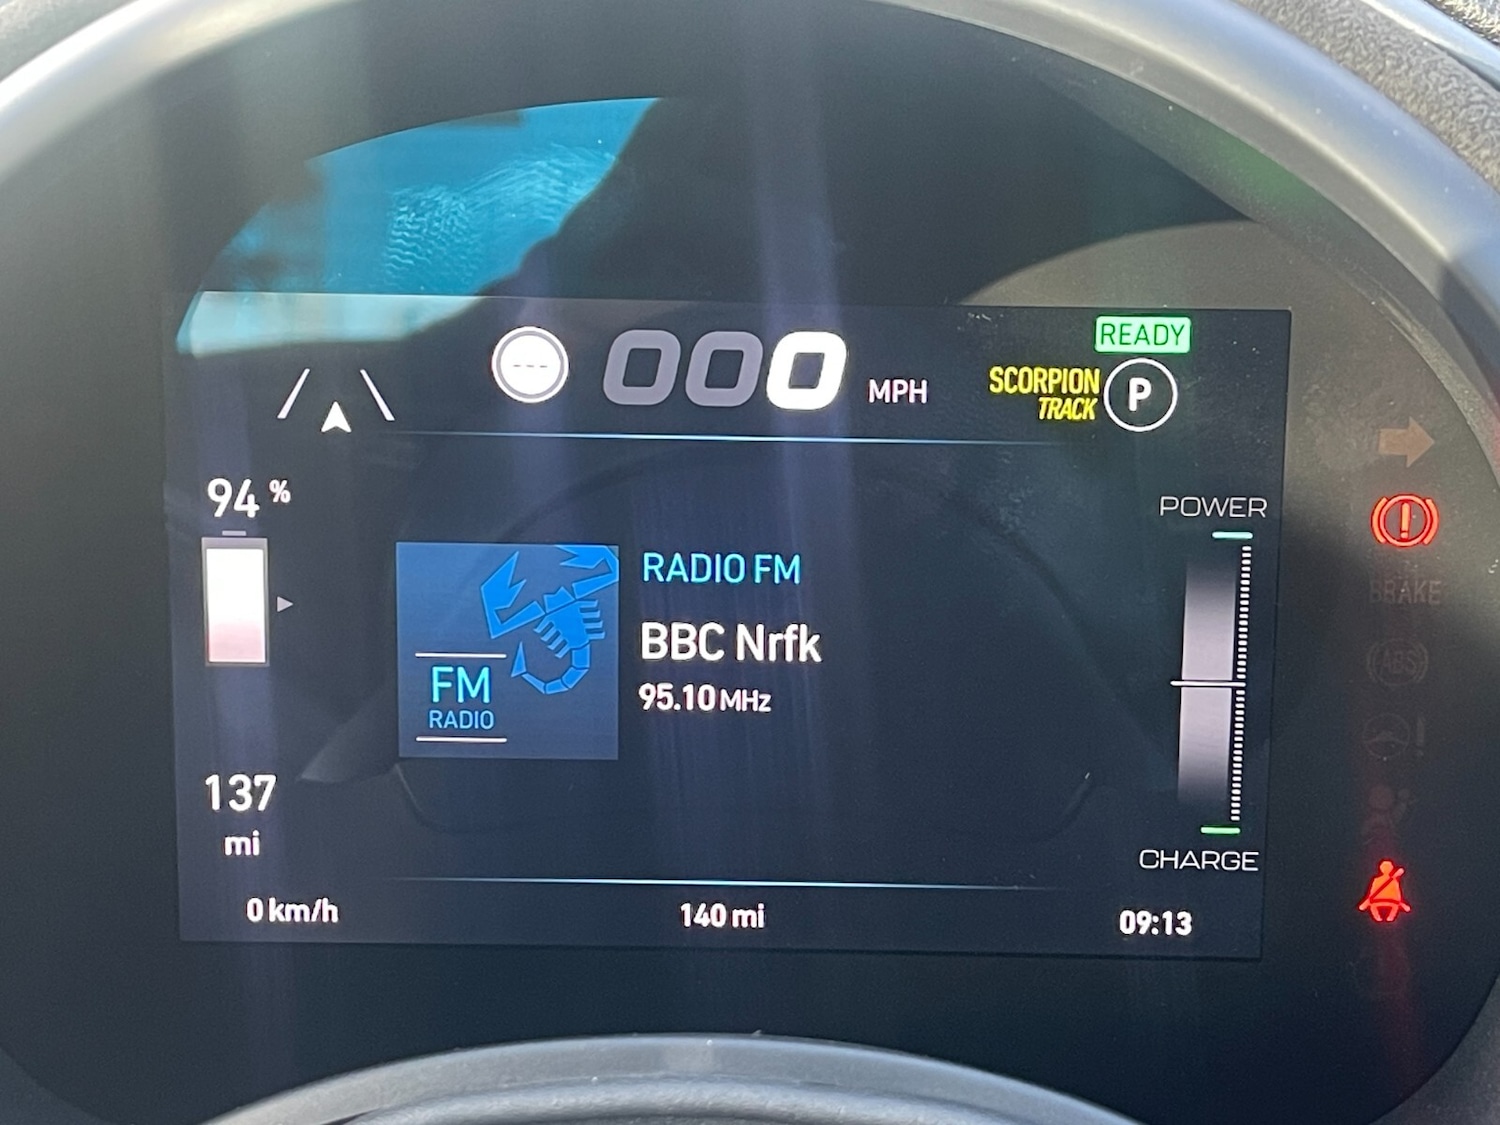 READY
--- 000 MPH
SCORPION
TRACK
P
94 %
POWER
RADIO FM
BBC Nrfk
95.10 MHz
FM
RADIO
BRAKE
(ABS)
137
mi
CHARGE
0 km/h
140 mi
09:13